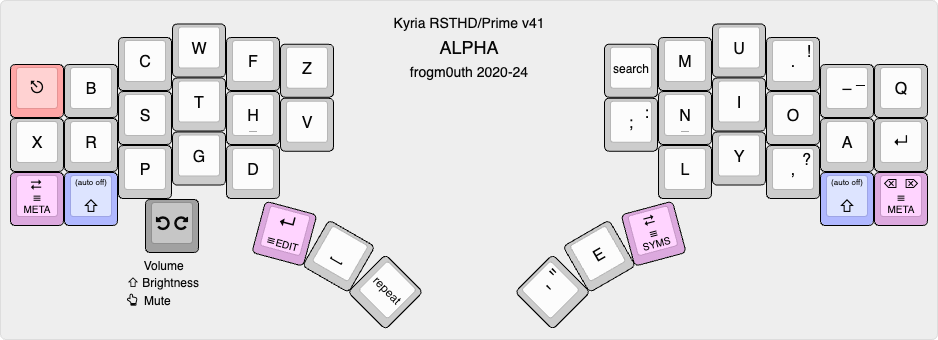 Kyria RSTHD/Prime v41
ALPHA
frogm0uth 2020-24
B C W F Z
search M U . ! – — Q
X R S T H _ V
; : N _ I O A ↵
⇄ ≡ META
(auto off) ⇧
P G D
L Y , ?
(auto off) ⇧
⌫ ⌦ ≡ META
↵ ≡EDIT
repeat
' =
E
⇄ ≡ SYMS
Volume
⇧ Brightness
Mute